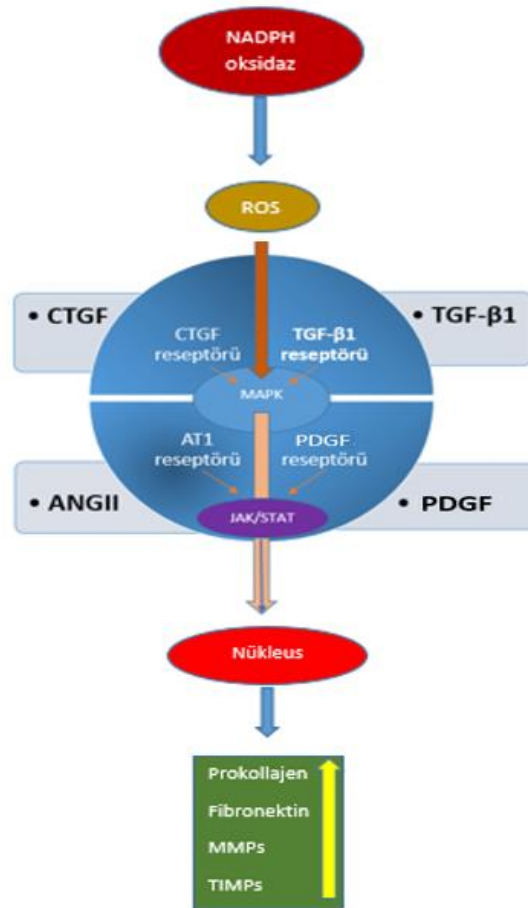 NADPH
oksidaz
ROS
• CTGF
• TGF-β1
CTGF
reseptörü
TGF-β1
reseptörü
MAPK
AT1
reseptörü
PDGF
reseptörü
• ANGII
• PDGF
JAK/STAT
Nükleus
Prokollajen
Fibronektin
MMPs
TIMPs